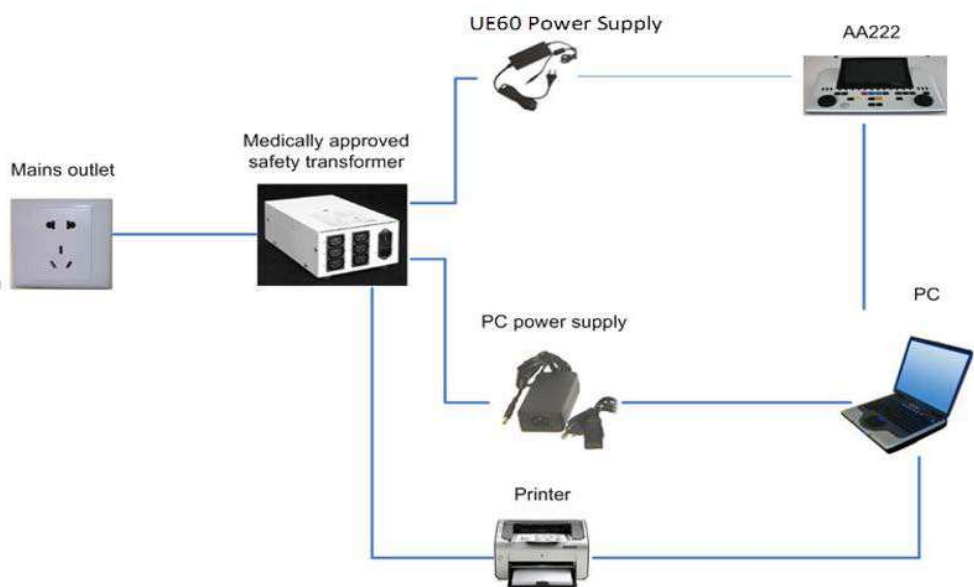 UE60 Power Supply
AA222
Medically approved
safety transformer
Mains outlet
PC
PC power supply
Printer